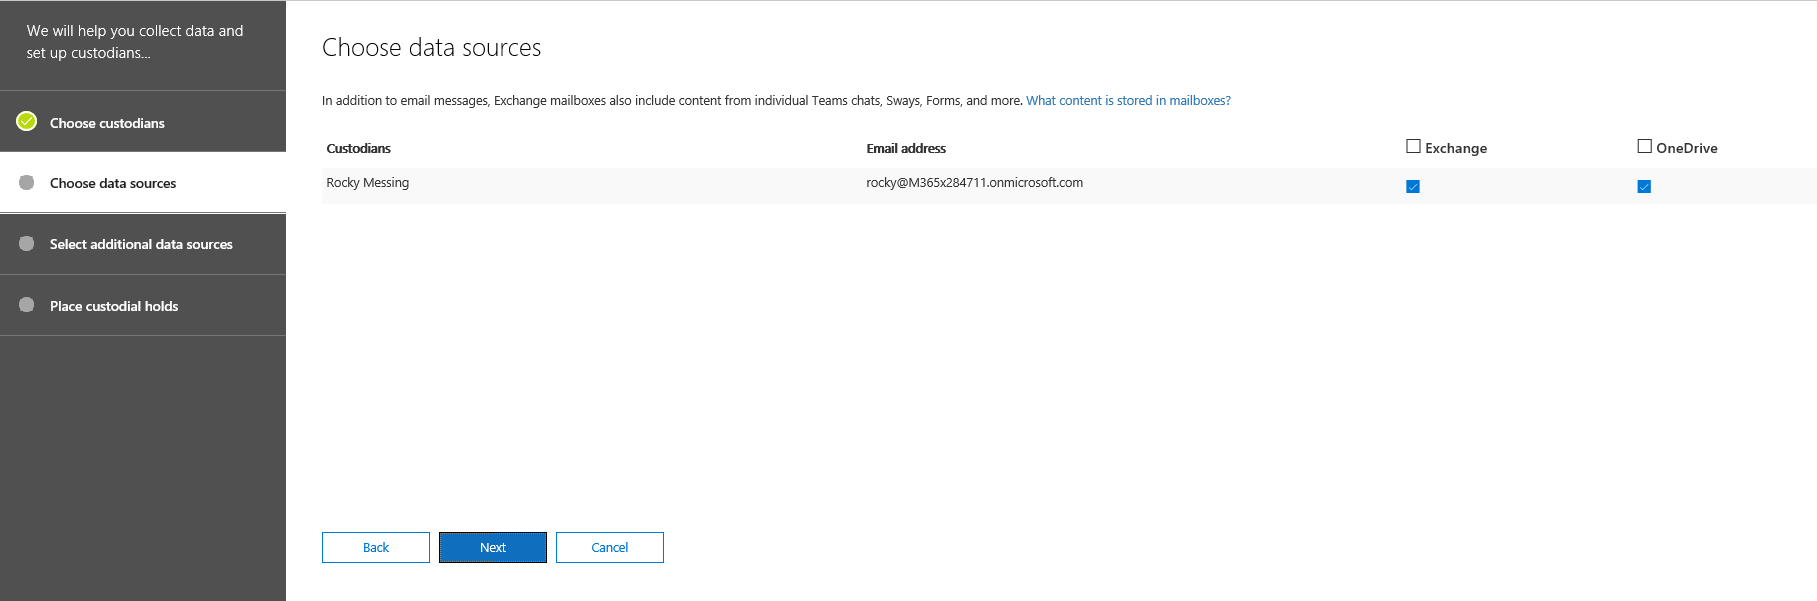 We will help you collect data and
set up custodians...
Choose custodians
Choose data sources
Select additional data sources
Place custodial holds
Choose data sources
In addition to email messages, Exchange mailboxes also include content from individual Teams chats, Sways, Forms, and more. What content is stored in mailboxes?
Custodians Email address Exchange OneDrive
Rocky Messing rocky@M365x284711.onmicrosoft.com
Back Next Cancel